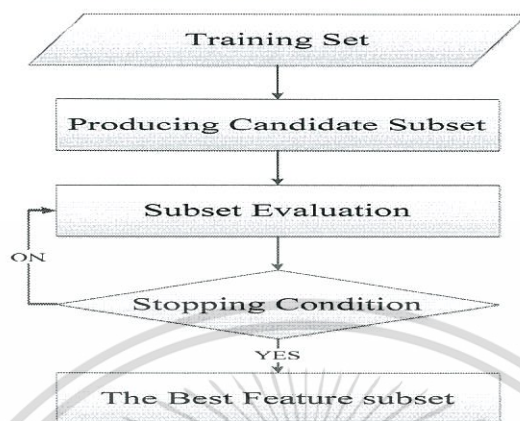 Training Set
Producing Candidate Subset
Subset Evaluation
ON
Stopping Condition
YES
The Best Feature subset